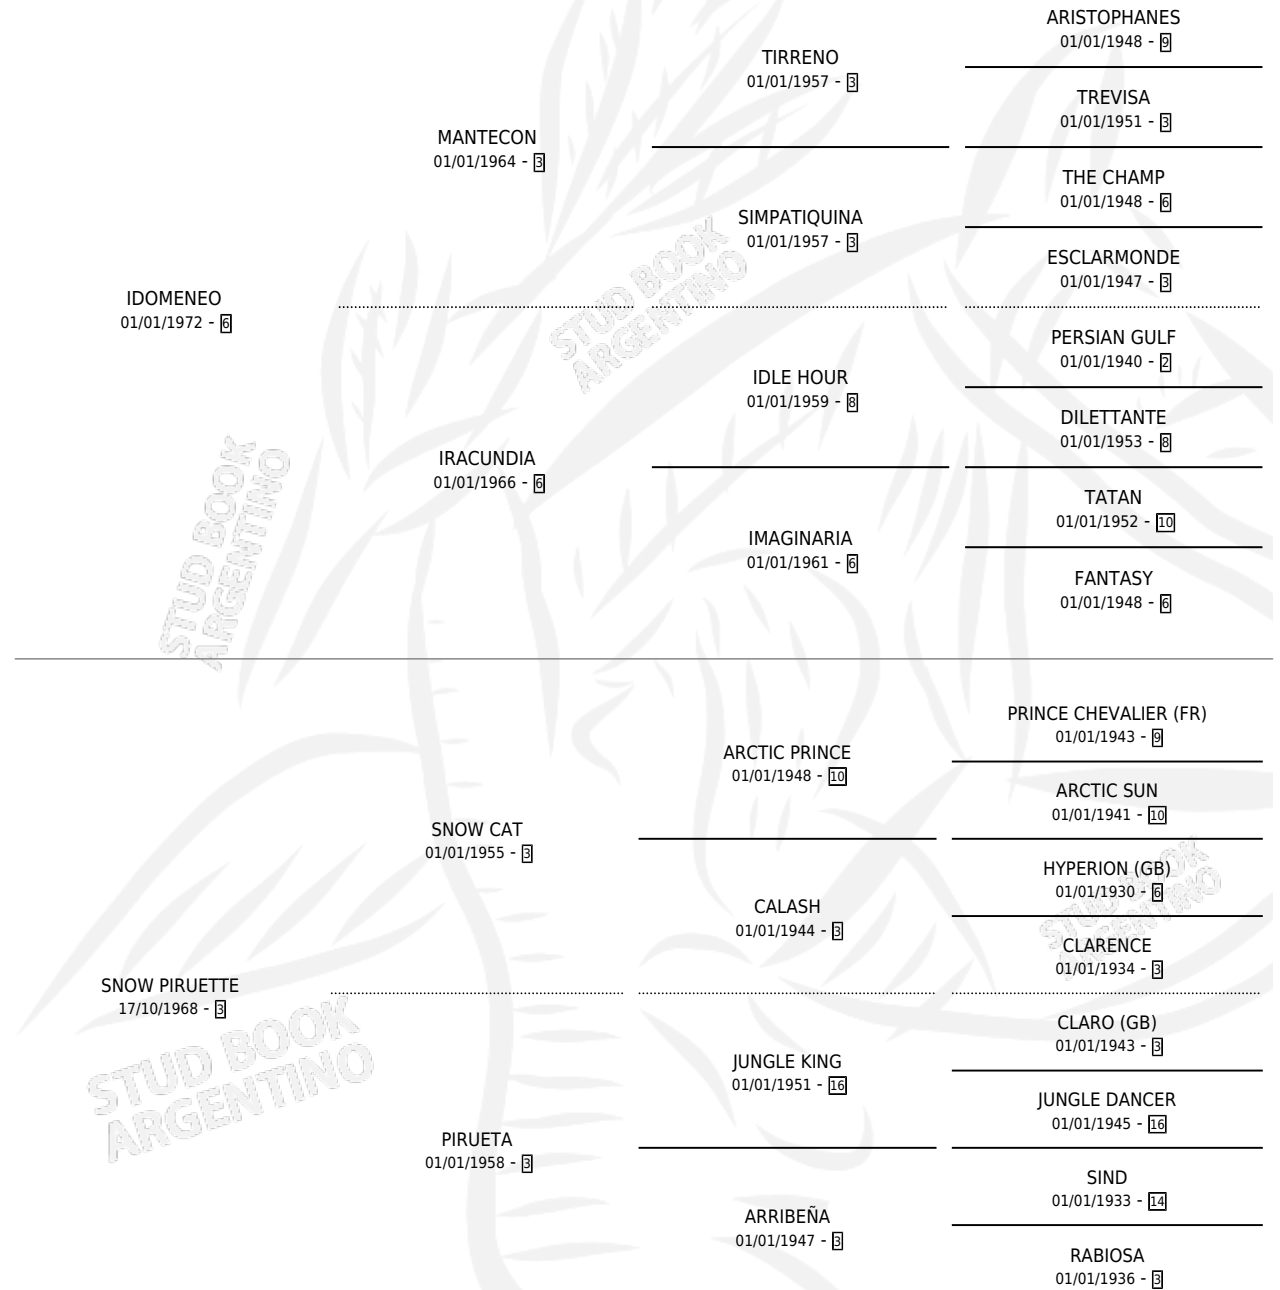 ARISTOPHANES
01/01/1948 - 9
TIRRENO
01/01/1957 - 3
TREVISA
01/01/1951 - 3
MANTECON
01/01/1964 - 3
THE CHAMP
01/01/1948 - 6
SIMPATIQUINA
01/01/1957 - 3
ESCLARMONDE
01/01/1947 - 3
IDOMENEO
01/01/1972 - 6
STUD BOOK
ARGENTINO
PERSIAN GULF
01/01/1940 - 2
IDLE HOUR
01/01/1959 - 8
DILETTANTE
01/01/1953 - 8
IRACUNDIA
01/01/1966 - 6
TATAN
01/01/1952 - 10
IMAGINARIA
01/01/1961 - 6
FANTASY
01/01/1948 - 6
STUD BOOK
ARGENTINO
PRINCE CHEVALIER (FR)
01/01/1943 - 9
ARCTIC PRINCE
01/01/1948 - 10
ARCTIC SUN
01/01/1941 - 10
SNOW CAT
01/01/1955 - 3
HYPERION (GB)
01/01/1930 - 6
CALASH
01/01/1944 - 3
CLARENCE
01/01/1934 - 3
STUD BOOK
ARGENTINO
SNOW PIRUETTE
17/10/1968 - 3
CLARO (GB)
01/01/1943 - 3
JUNGLE KING
01/01/1951 - 16
JUNGLE DANCER
01/01/1945 - 16
STUD BOOK
ARGENTINO
PIRUETA
01/01/1958 - 3
SIND
01/01/1933 - 14
ARRIBEÑA
01/01/1947 - 3
RABIOSA
01/01/1936 - 3